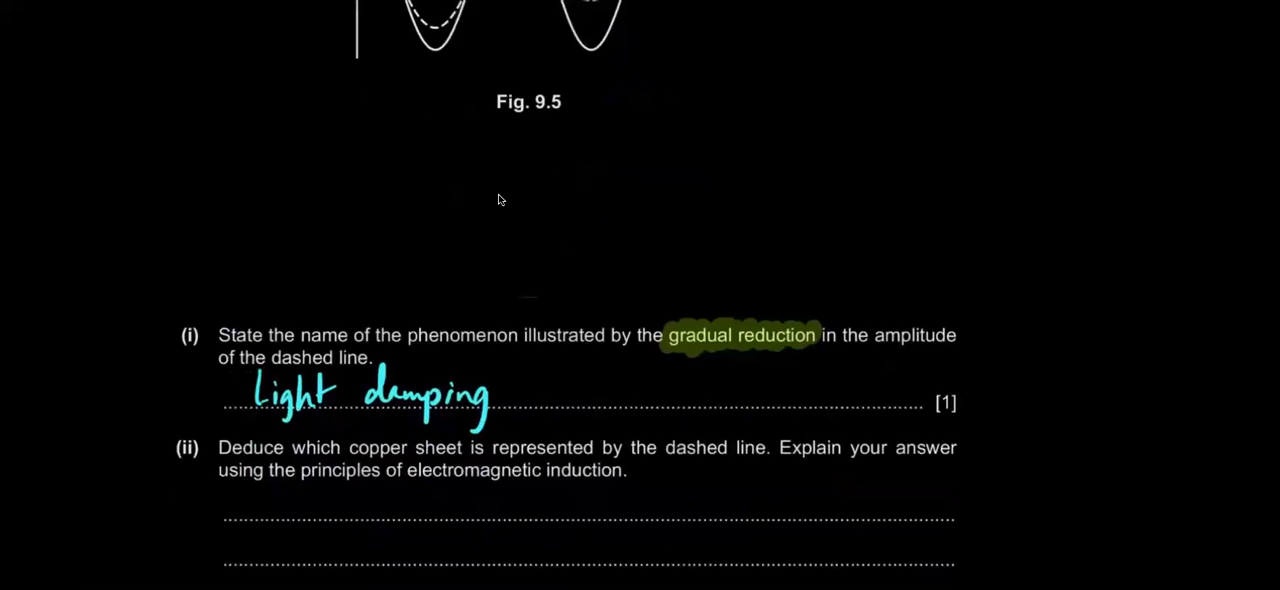 Fig. 9.5
(i) State the name of the phenomenon illustrated by the gradual reduction in the amplitude
of the dashed line.
Light damping
[1]
(ii) Deduce which copper sheet is represented by the dashed line. Explain your answer
using the principles of electromagnetic induction.